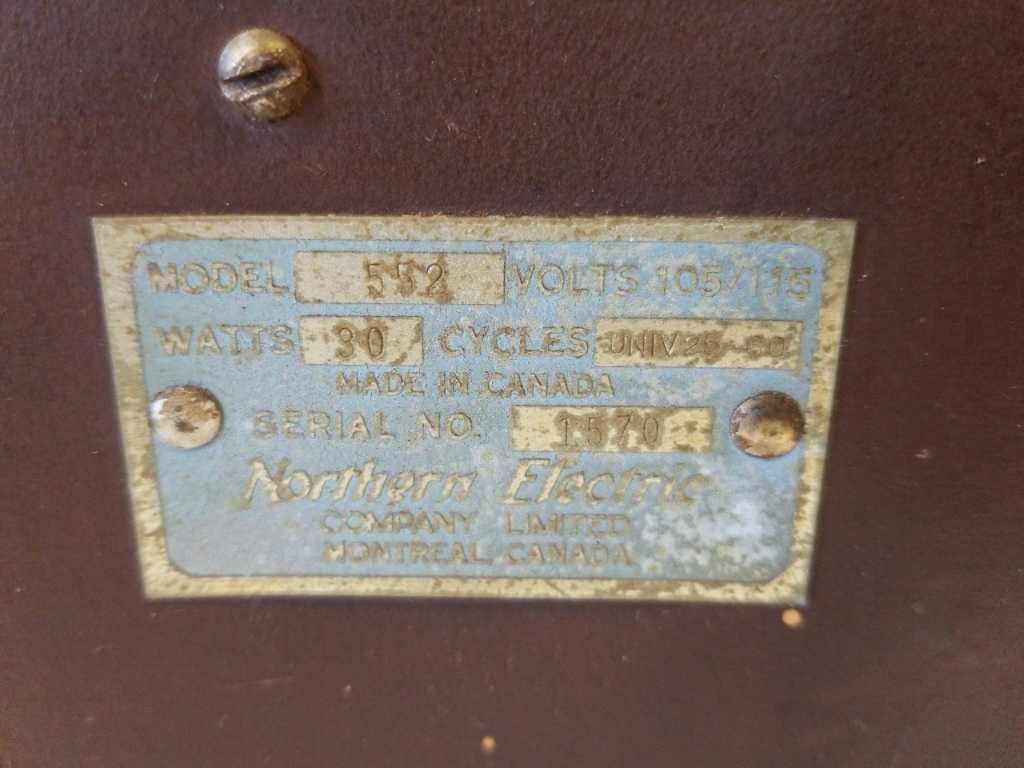 MODEL 552 VOLTS 105/115
WATTS 30 CYCLES UNIV 25-60
MADE IN CANADA
SERIAL NO. 1570
Northern Electric
COMPANY LIMITED
MONTREAL CANADA